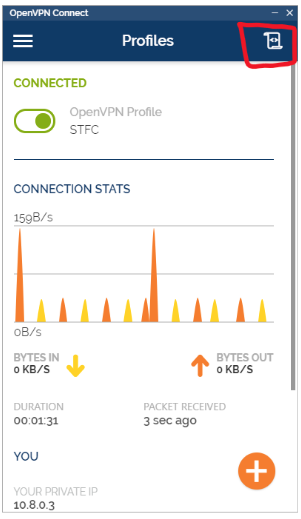 OpenVPN Connect
Profiles
CONNECTED
OpenVPN Profile
STFC
CONNECTION STATS
159B/s
0B/s
BYTES IN
0 KB/S
BYTES OUT
0 KB/S
DURATION
00:01:31
PACKET RECEIVED
3 sec ago
YOU
YOUR PRIVATE IP
10.8.0.3